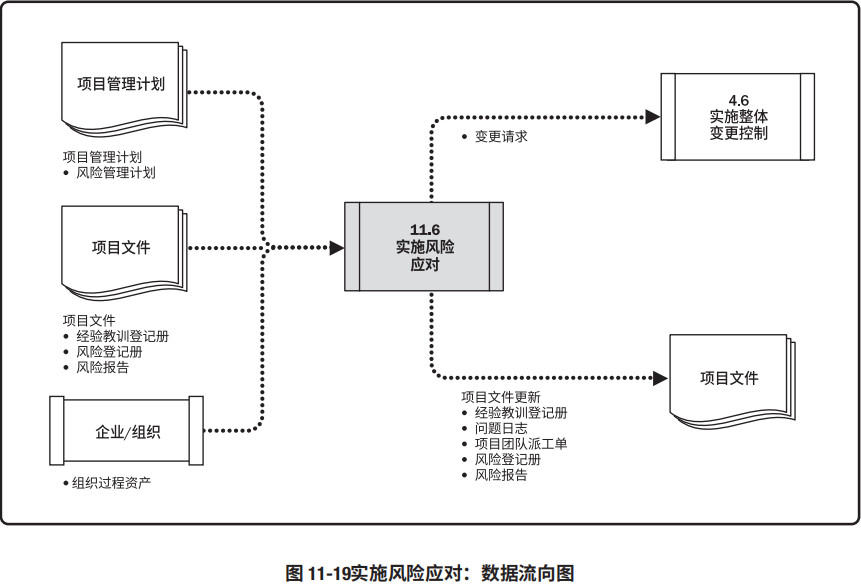 项目管理计划
项目管理计划
• 风险管理计划
项目文件
项目文件
• 经验教训登记册
• 风险登记册
• 风险报告
企业/组织
• 组织过程资产
11.6
实施风险
应对
• 变更请求
4.6
实施整体
变更控制
项目文件更新
• 经验教训登记册
• 问题日志
• 项目团队派工单
• 风险登记册
• 风险报告
项目文件
图 11-19实施风险应对：数据流向图